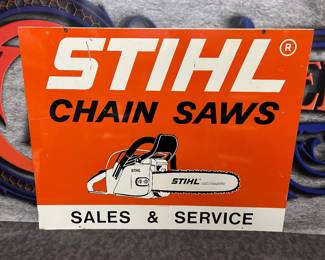 STIHL®
CHAIN SAWS
STIHL
STIHL
SALES & SERVICE